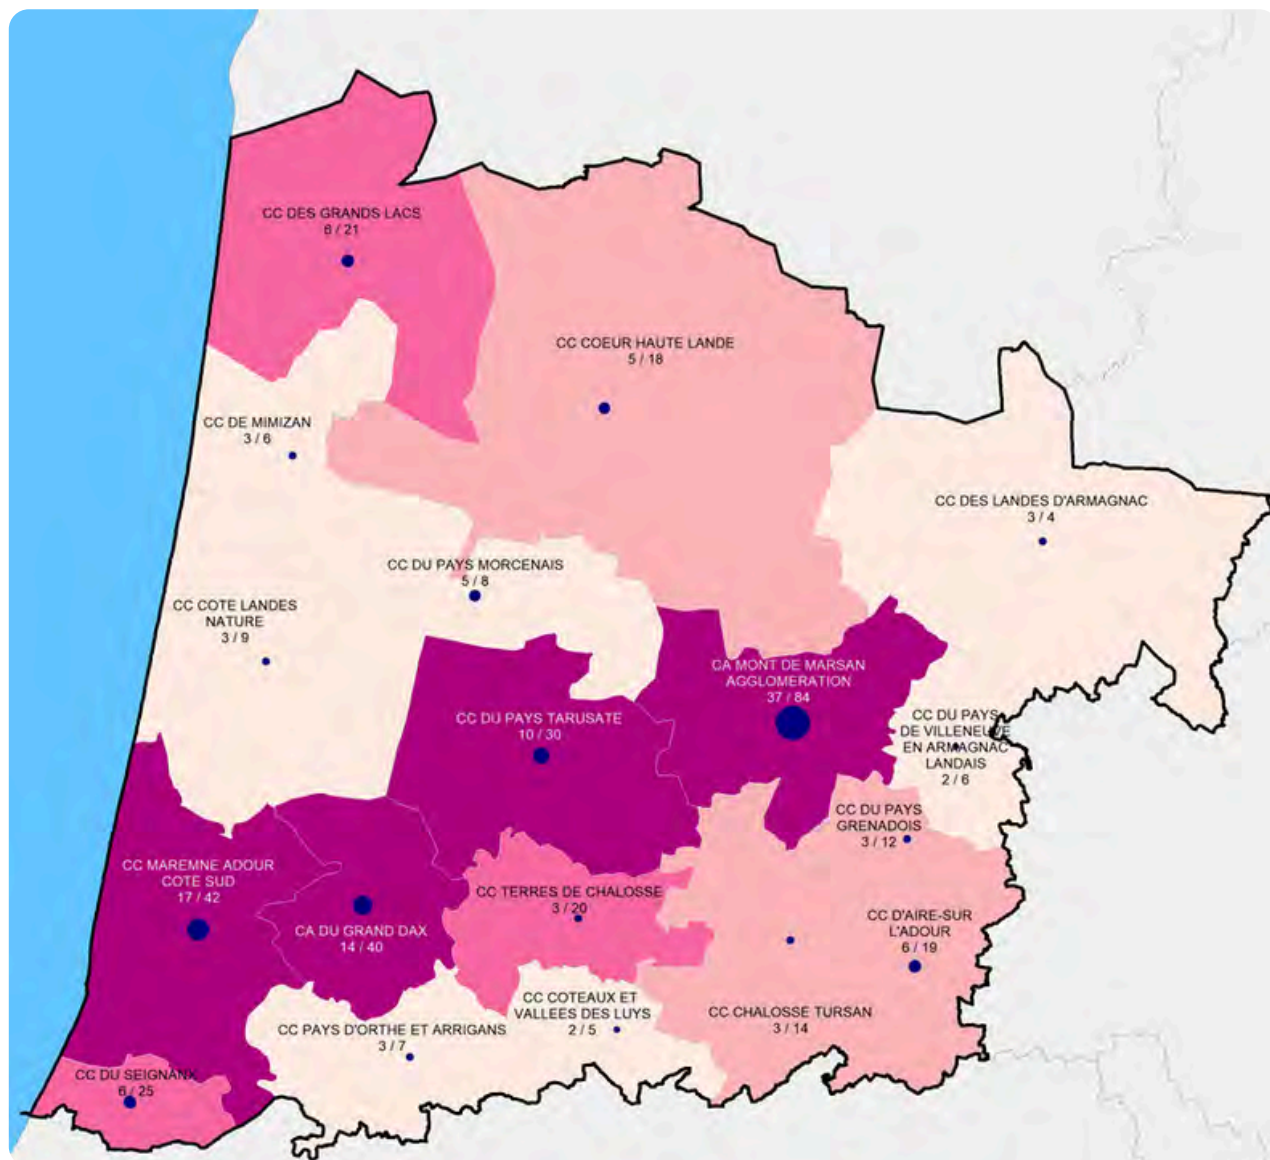 CC DES GRANDS LACS
6 / 21
CC COEUR HAUTE LANDE
5 / 18
CC DE MIMIZAN
3 / 6
CC DES LANDES D'ARMAGNAC
3 / 4
CC DU PAYS MORCENAIS
5 / 8
CC COTE LANDES
NATURE
3 / 9
CA MONT DE MARSAN
AGGLOMERATION
37 / 84
CC DU PAYS TARUSATE
10 / 30
CC DU PAYS
DE VILLENEUVE
EN ARMAGNAC
LANDAIS
2 / 6
CC DU PAYS
GRENADOIS
3 / 12
CC MAREMNE ADOUR
COTE SUD
17 / 42
CC TERRES DE CHALOSSE
3 / 20
CA DU GRAND DAX
14 / 40
CC D'AIRE-SUR
L'ADOUR
6 / 19
CC COTEAUX ET
VALLEES DES LUYS
2 / 5
CC CHALOSSE TURSAN
3 / 14
CC PAYS D'ORTHE ET ARRIGANS
3 / 7
CC DU SEIGNANX
6 / 25